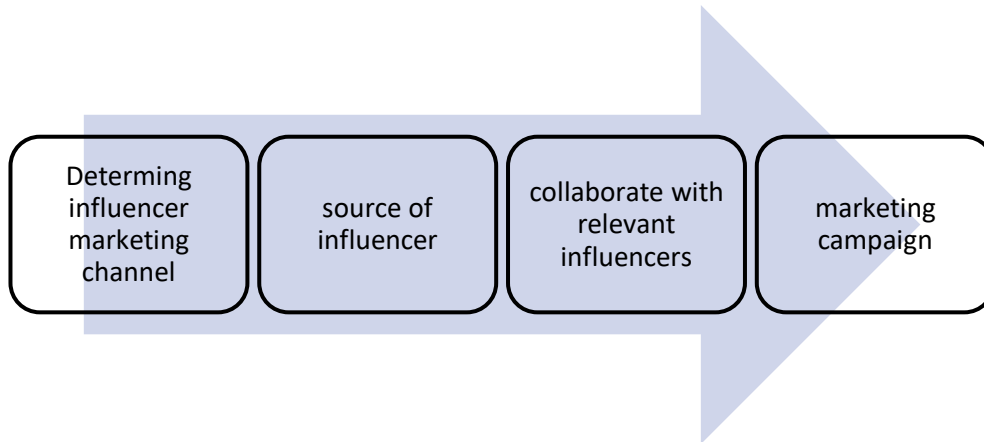 Determing
influencer
marketing
channel
source of
influencer
collaborate with
relevant
influencers
marketing
campaign